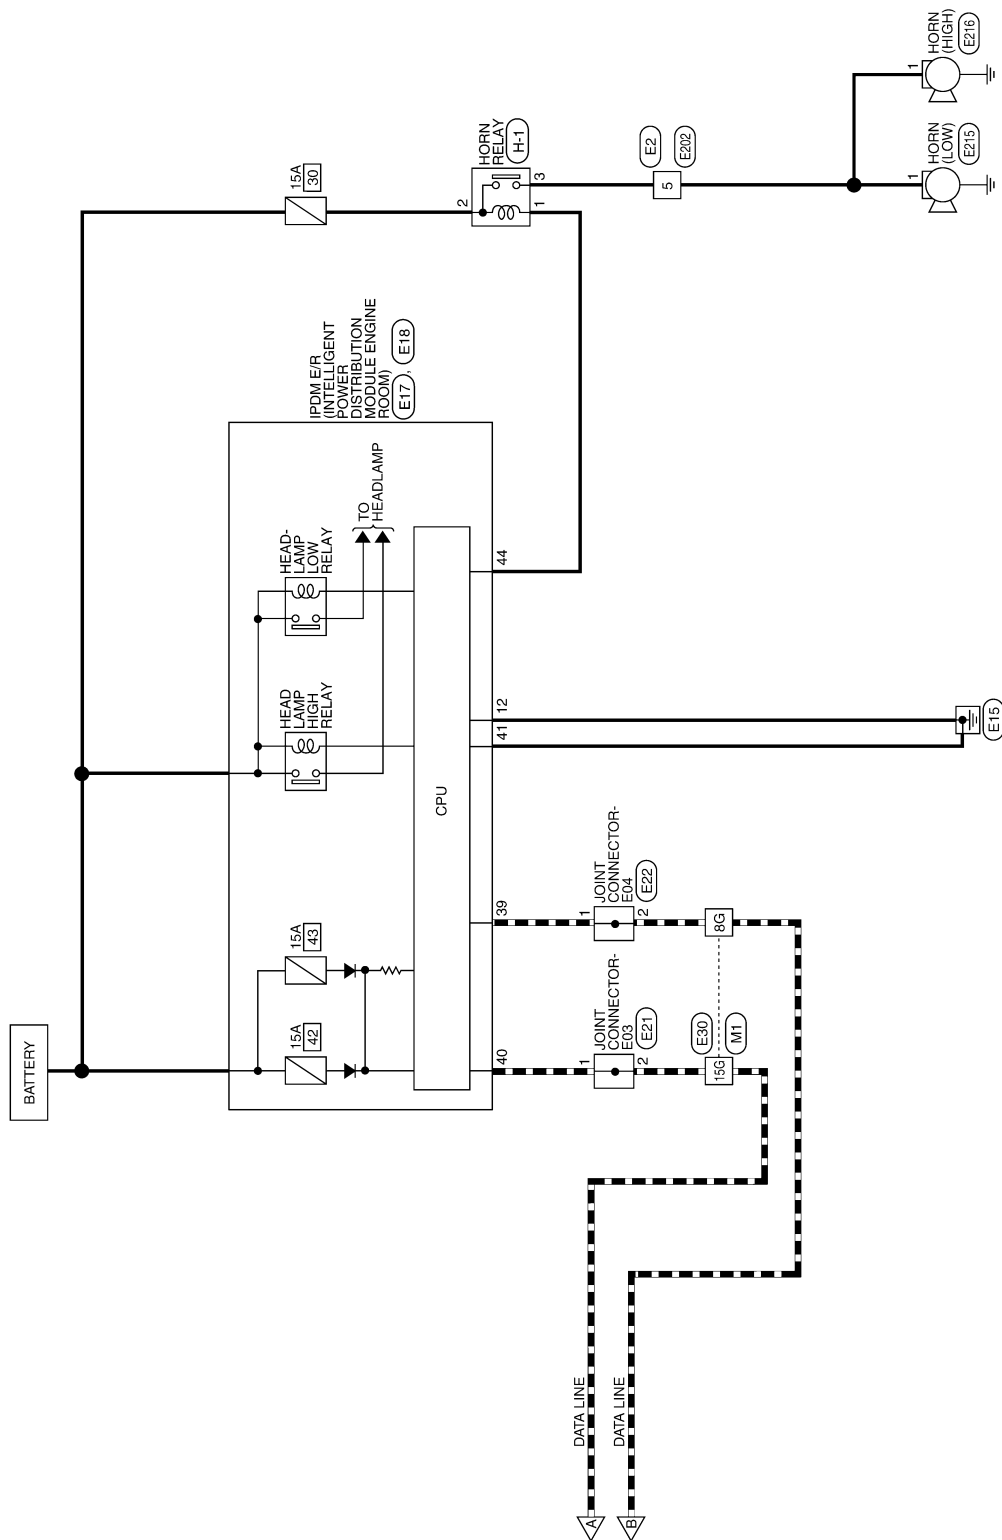 BATTERY
15A
42
15A
43
HEAD
LAMP
HIGH
RELAY
HEAD-
LAMP
LOW
RELAY
TO
HEADLAMP
IPDM E/R
(INTELLIGENT
POWER
DISTRIBUTION
MODULE ENGINE
ROOM)
E17 , E18
CPU
40
39
41
12
44
15A
30
2
HORN
RELAY
H-1
1
3
5
E2
E202
1
HORN
(LOW)
E215
1
HORN
(HIGH)
E216
1
JOINT
CONNECTOR-
E03
E21
2
1
JOINT
CONNECTOR-
E04
E22
2
15G
E30
M1
8G
E15
DATA LINE
A
DATA LINE
B